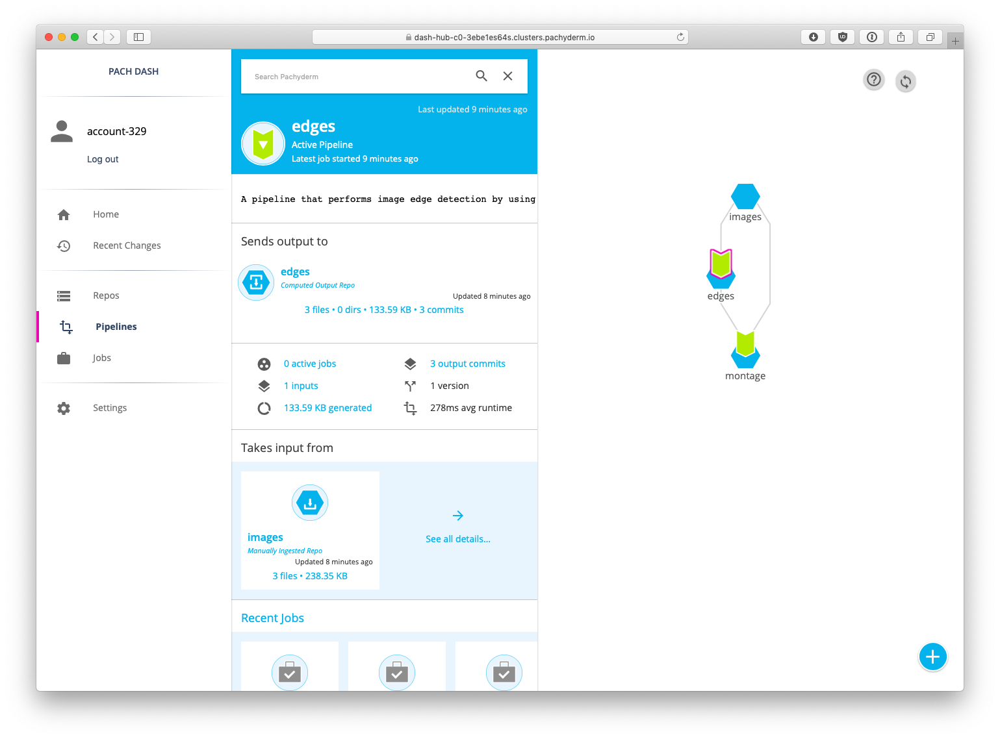 dash-hub-c0-3ebe1es64s.clusters.pachyderm.io
PACH DASH
account-329
Log out
Home
Recent Changes
Repos
Pipelines
Jobs
Settings
Search Pachyderm
Last updated 9 minutes ago
edges
Active Pipeline
Latest job started 9 minutes ago
A pipeline that performs image edge detection by using
Sends output to
edges
Computed Output Repo
Updated 8 minutes ago
3 files • 0 dirs • 133.59 KB • 3 commits
0 active jobs
3 output commits
1 inputs
1 version
133.59 KB generated
278ms avg runtime
Takes input from
images
Manually Ingested Repo
Updated 8 minutes ago
3 files • 238.35 KB
See all details...
Recent Jobs
images
edges
montage